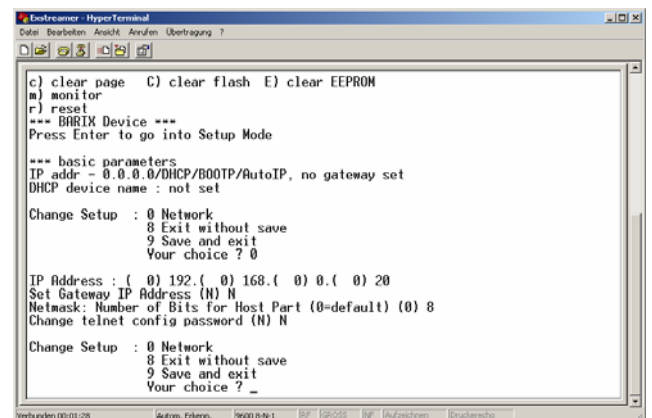 Exstreamer - HyperTerminal
Datei Bearbeiten Ansicht Anrufen Übertragung ?
c) clear page   C) clear flash  E) clear EEPROM
m) monitor
r) reset
*** BARIX Device ***
Press Enter to go into Setup Mode
*** basic parameters
IP addr - 0.0.0.0/DHCP/BOOTP/AutoIP, no gateway set
DHCP device name : not set
Change Setup  : 0 Network
8 Exit without save
9 Save and exit
Your choice ? 0
IP Address : (  0) 192.(  0) 168.(  0) 0.(  0) 20
Set Gateway IP Address (N) N
Netmask: Number of Bits for Host Part (0=default) (0) 8
Change telnet config password (N) N
Change Setup  : 0 Network
8 Exit without save
9 Save and exit
Your choice ? _
Verbunden 00:01:28 Autom. Erkenn. 9600 8-N-1 RF GROSS NF Aufzeichnen Druckerecho